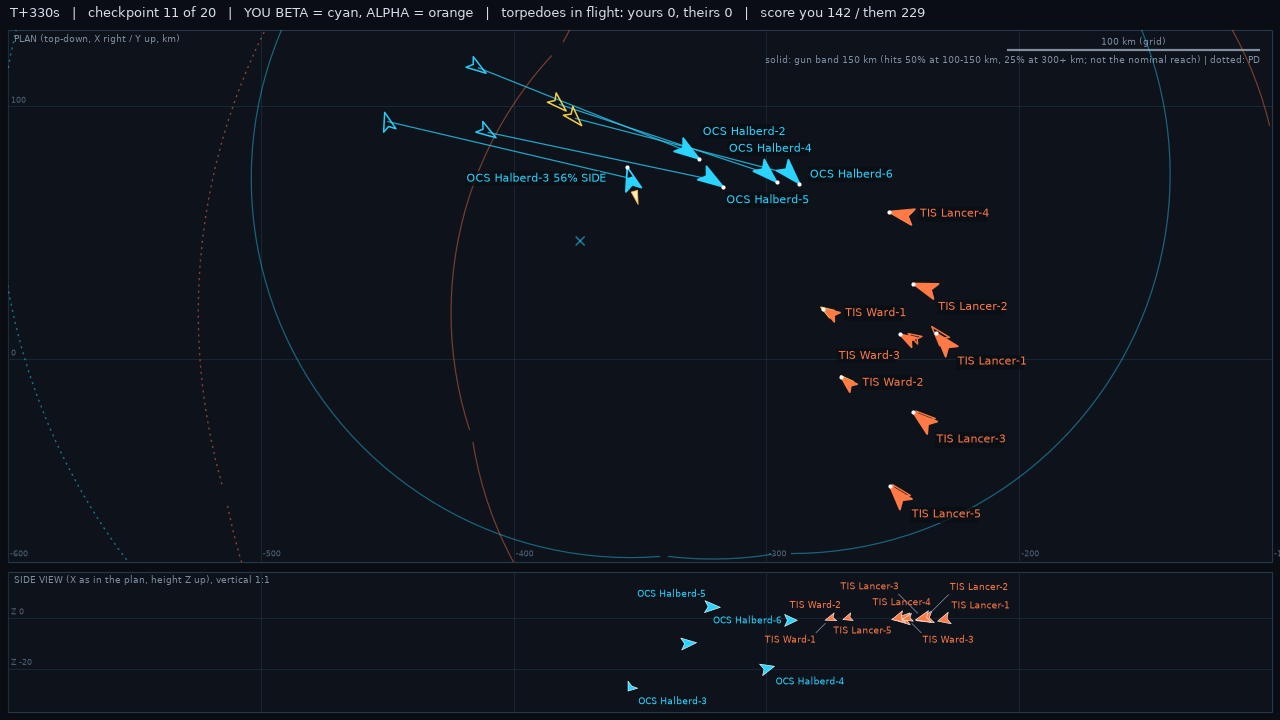 T+330s | checkpoint 11 of 20 | YOU BETA = cyan, ALPHA = orange | torpedoes in flight: yours 0, theirs 0 | score you 142 / them 229
PLAN (top-down, X right / Y up, km)
100 km (grid)
solid: gun band 150 km (hits 50% at 100-150 km, 25% at 300+ km; not the nominal reach) | dotted: PD
100
OCS Halberd-2
OCS Halberd-4
OCS Halberd-3 56% SIDE
OCS Halberd-6
OCS Halberd-5
TIS Lancer-4
TIS Lancer-2
TIS Ward-1
0
TIS Ward-3
TIS Lancer-1
TIS Ward-2
TIS Lancer-3
TIS Lancer-5
-600
-500
-400
-300
-200
SIDE VIEW (X as in the plan, height Z up), vertical 1:1
TIS Lancer-3
TIS Lancer-2
OCS Halberd-5
TIS Ward-2
TIS Lancer-4
TIS Lancer-1
Z 0
OCS Halberd-6
TIS Lancer-5
TIS Ward-1
TIS Ward-3
Z -20
OCS Halberd-4
OCS Halberd-3